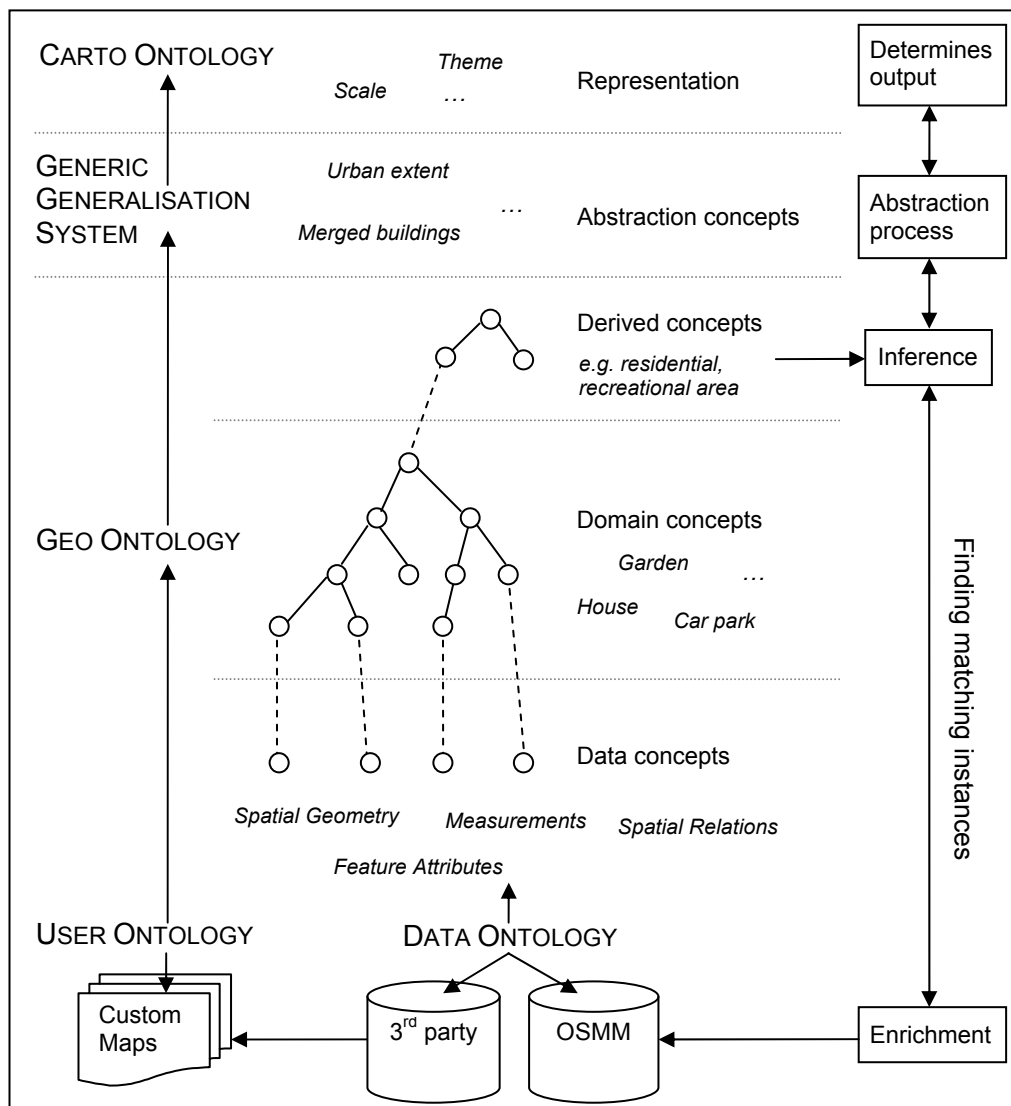 CARTO ONTOLOGY
Theme
Scale
…
Representation
Determines
output
GENERIC
GENERALISATION
SYSTEM
Urban extent
…
Merged buildings
Abstraction concepts
Abstraction
process
Derived concepts
e.g. residential,
recreational area
Inference
GEO ONTOLOGY
Domain concepts
Garden
…
House
Car park
Finding matching instances
Data concepts
Spatial Geometry
Measurements
Spatial Relations
Feature Attributes
USER ONTOLOGY
DATA ONTOLOGY
Custom
Maps
3rd party
OSMM
Enrichment